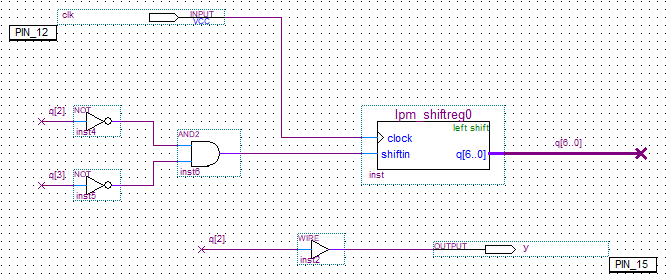 clk
INPUT
VCC
PIN_12
lpm_shiftreg0
left shift
clock
shiftin
q[6..0]
inst
q[6..0]
q[2]
NOT
inst4
AND2
inst6
q[3]
NOT
inst5
q[2]
WIRE
inst2
OUTPUT
y
PIN_15